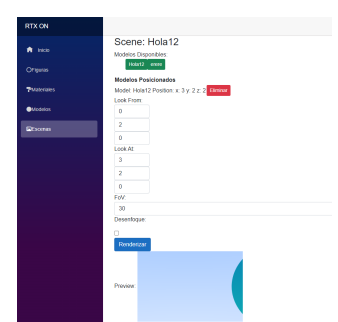 RTX ON
Inicio
Figuras
Materiales
Modelos
Escenas
Scene: Hola12
Modelos Disponibles:
Hola12
Modelos Posicionados
Model: Hola12 Position: x: 3 y: 2 z: 2 Eliminar
Look From:
0
2
0
Look At:
3
2
0
FoV:
30
Desenfoque:
Renderizar
Preview: